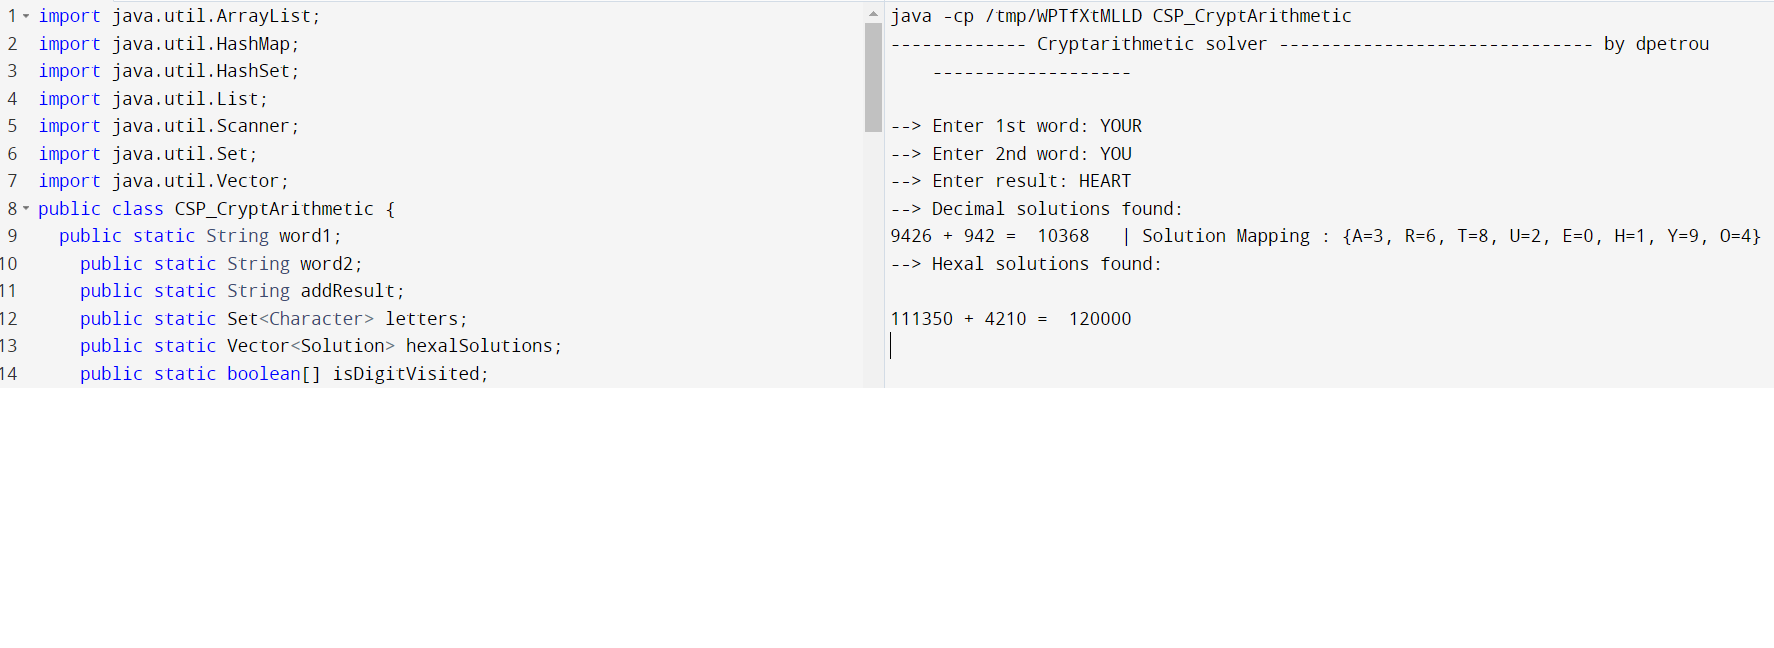 1 import java.util.ArrayList;
2 import java.util.HashMap;
3 import java.util.HashSet;
4 import java.util.List;
5 import java.util.Scanner;
6 import java.util.Set;
7 import java.util.Vector;
8 public class CSP_CryptArithmetic {
9 public static String word1;
10 public static String word2;
11 public static String addResult;
12 public static Set<Character> letters;
13 public static Vector<Solution> hexalSolutions;
14 public static boolean[] isDigitVisited;
java -cp /tmp/WPTfXtMLLD CSP_CryptArithmetic
------------- Cryptarithmetic solver ------------------------------ by dpetrou
-------------------
--> Enter 1st word: YOUR
--> Enter 2nd word: YOU
--> Enter result: HEART
--> Decimal solutions found:
9426 + 942 =  10368   | Solution Mapping : {A=3, R=6, T=8, U=2, E=0, H=1, Y=9, O=4}
--> Hexal solutions found:
111350 + 4210 =  120000